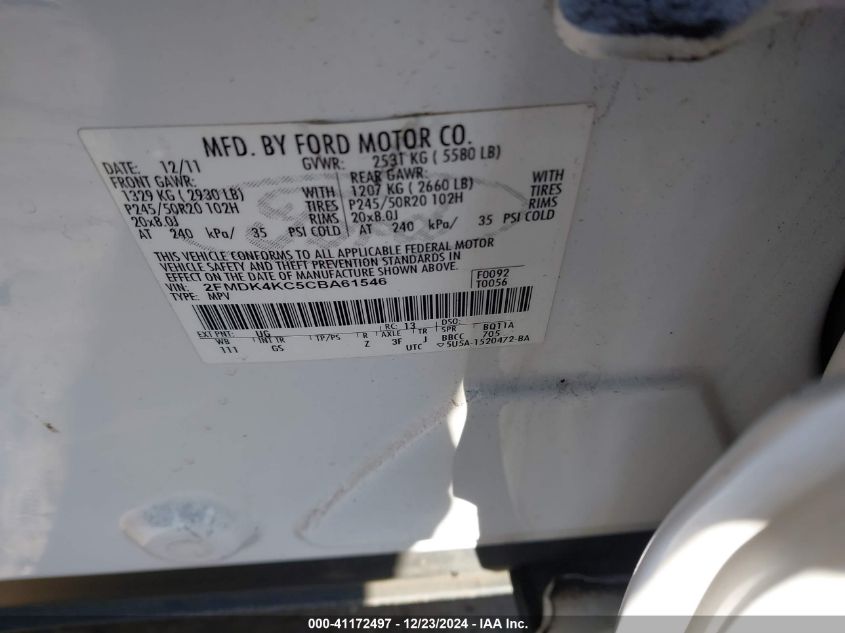 MFD. BY FORD MOTOR CO.
DATE: 12/11 GVWR: 2531 KG ( 5580 LB)
FRONT GAWR: REAR GAWR:
1329 KG ( 2930 LB) WITH 1207 KG ( 2660 LB) WITH
P245/50R20 102H TIRES P245/50R20 102H TIRES
20x8.0J RIMS 20x8.0J RIMS
AT 240 kPa/ 35 PSI COLD AT 240 kPa/ 35 PSI COLD
THIS VEHICLE CONFORMS TO ALL APPLICABLE FEDERAL MOTOR
VEHICLE SAFETY AND THEFT PREVENTION STANDARDS IN
EFFECT ON THE DATE OF MANUFACTURE SHOWN ABOVE.
VIN: 2FMDK4KC5CBA61546 F0092
TYPE: MPV T0056
EXT PNT: UG RC: 13 DSO:
WB INT TR TP/PS R AXLE TR SPR BQ11A
111 GS Z 3F J BBCC 705
UTC 5U5A-1520472-BA
Ford
000-41172497 - 12/23/2024 - IAA Inc.